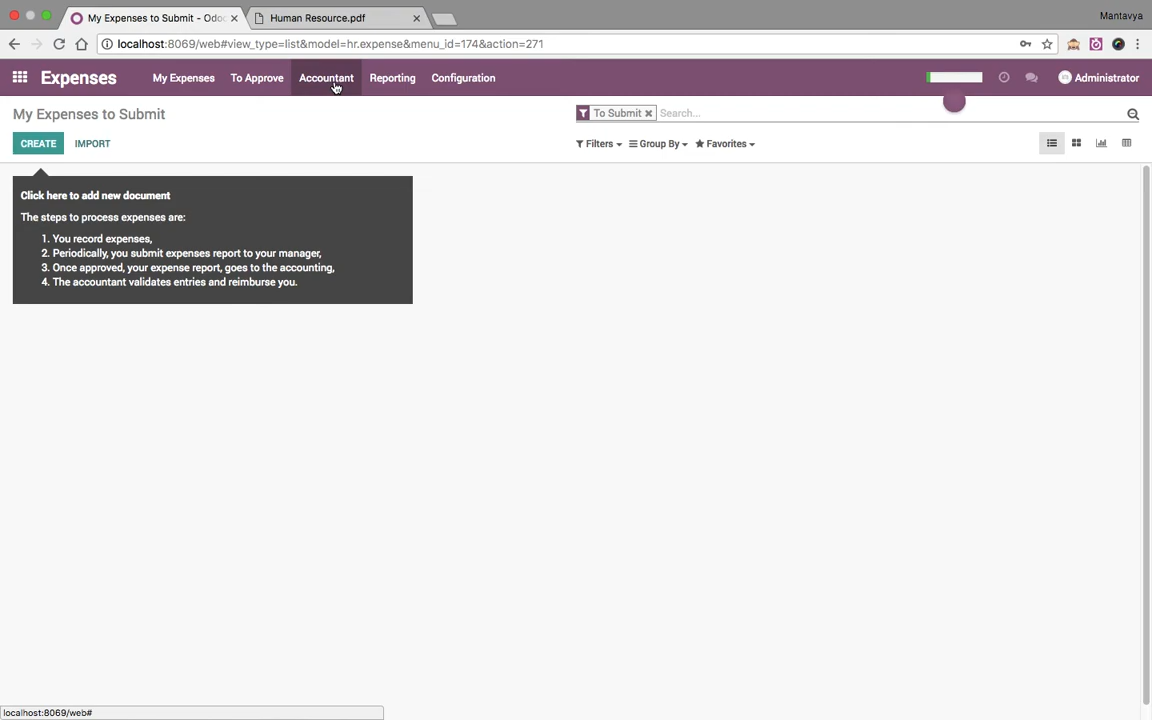 My Expenses to Submit - Odoo
Human Resource.pdf
Mantavya
localhost:8069/web#view_type=list&model=hr.expense&menu_id=174&action=271
Expenses
My Expenses
To Approve
Accountant
Reporting
Configuration
Administrator
My Expenses to Submit
To Submit
Search...
CREATE
IMPORT
Filters
Group By
Favorites
Click here to add new document
The steps to process expenses are:
1. You record expenses,
2. Periodically, you submit expenses report to your manager,
3. Once approved, your expense report, goes to the accounting,
4. The accountant validates entries and reimburse you.
localhost:8069/web#